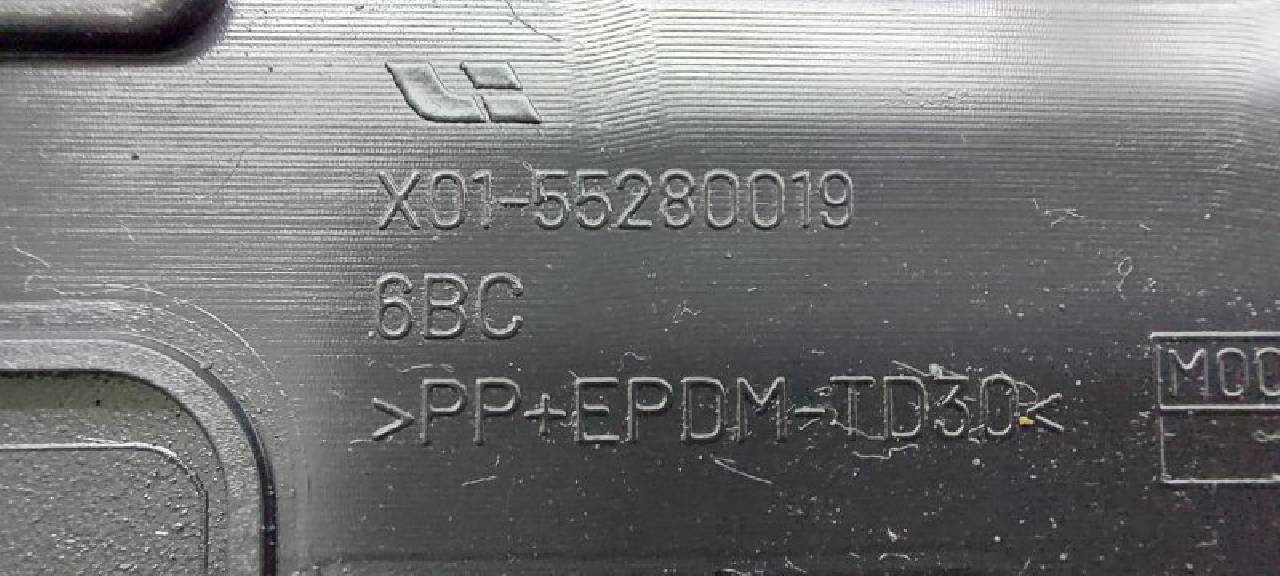 X01-55280019
6BC
>PP+EPDM-TD30<